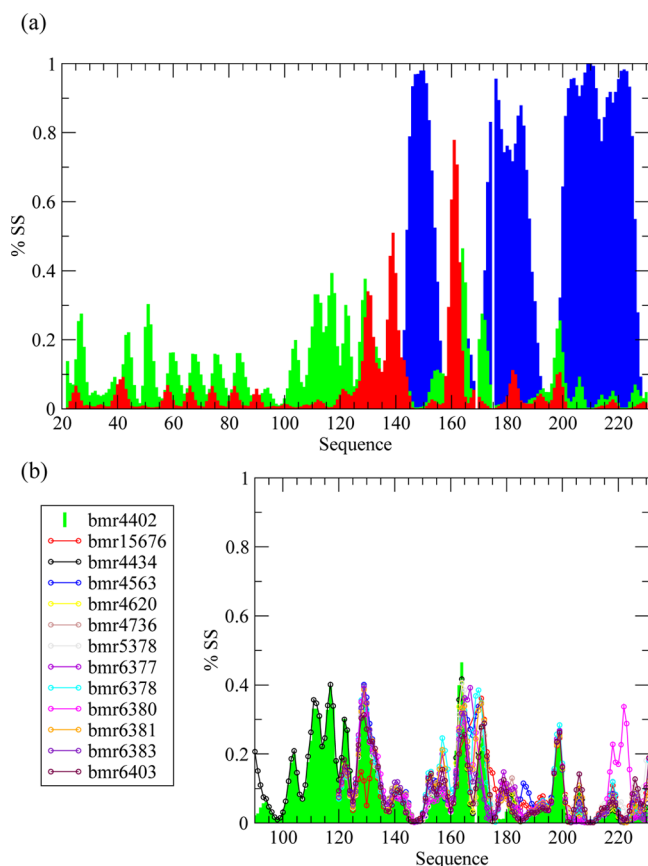 (a)
1
0.8
0.6
0.4
0.2
0
% SS
20 40 60 80 100 120 140 160 180 200 220
Sequence
(b)
bmr4402
bmr15676
bmr4434
bmr4563
bmr4620
bmr4736
bmr5378
bmr6377
bmr6378
bmr6380
bmr6381
bmr6383
bmr6403
1
0.8
0.6
0.4
0.2
0
% SS
100 120 140 160 180 200 220
Sequence